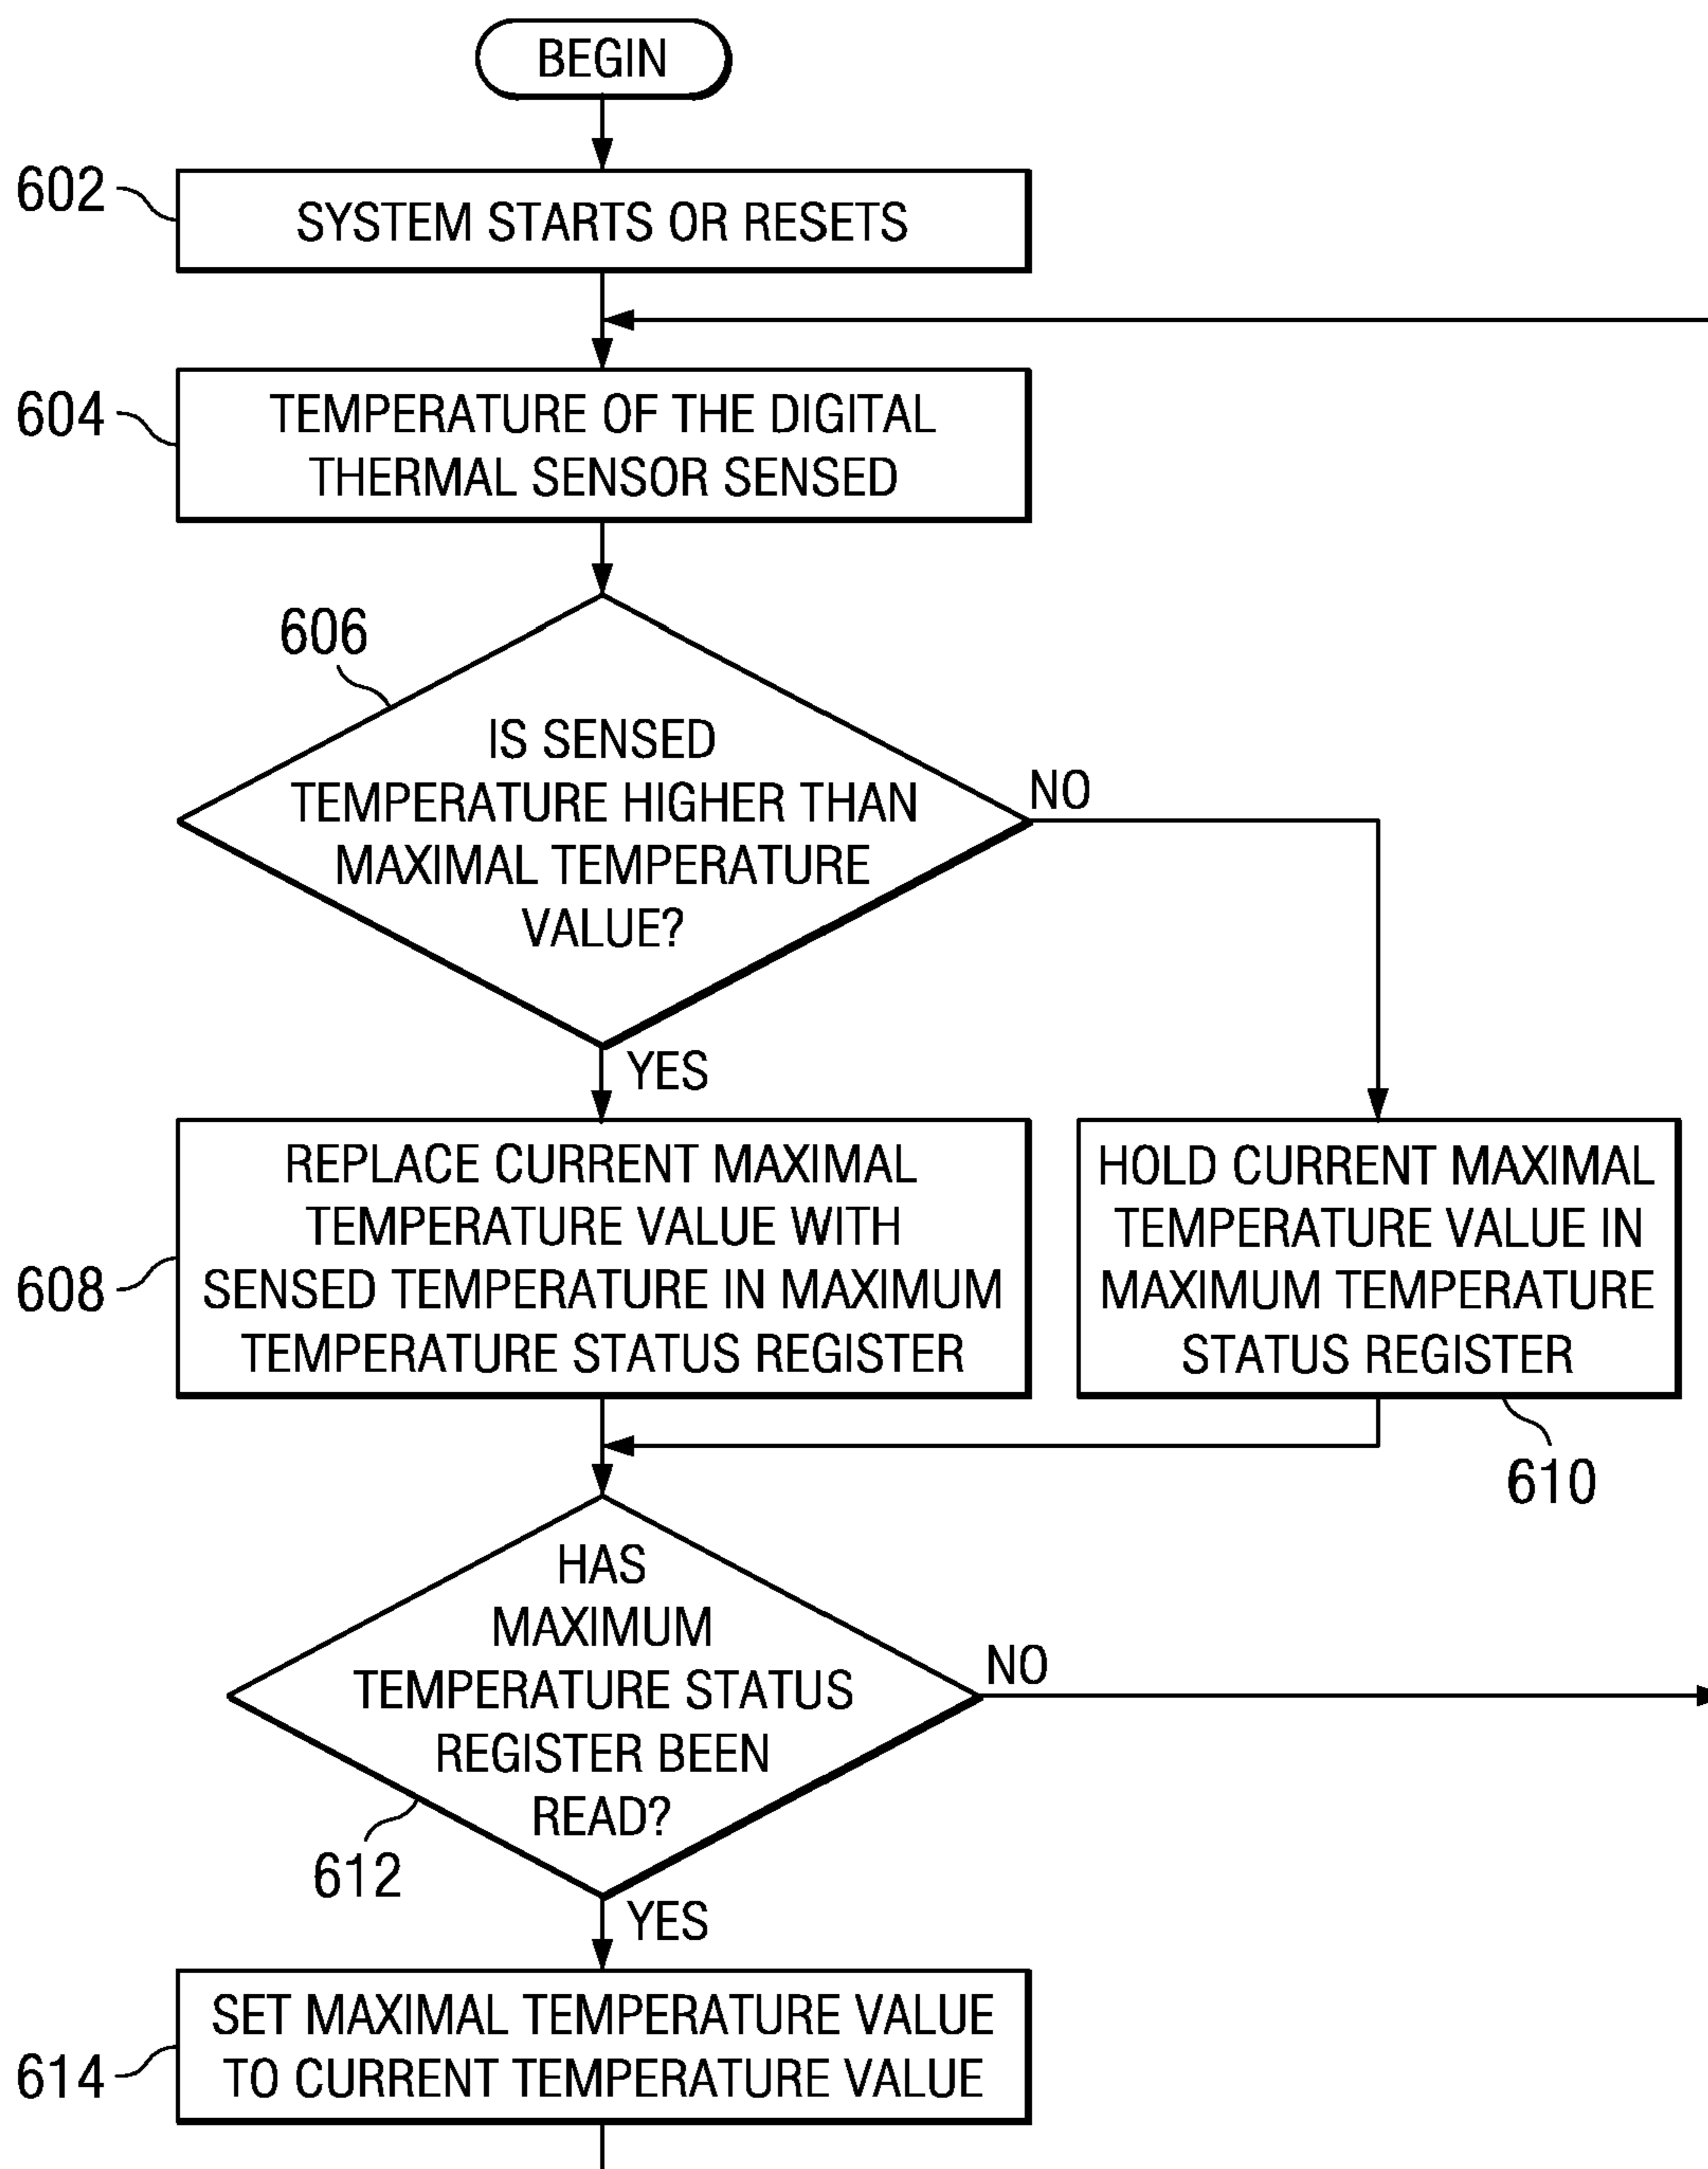 BEGIN
602
SYSTEM STARTS OR RESETS
604
TEMPERATURE OF THE DIGITAL
THERMAL SENSOR SENSED
606
IS SENSED
TEMPERATURE HIGHER THAN
MAXIMAL TEMPERATURE
VALUE?
NO
YES
608
REPLACE CURRENT MAXIMAL
TEMPERATURE VALUE WITH
SENSED TEMPERATURE IN MAXIMUM
TEMPERATURE STATUS REGISTER
HOLD CURRENT MAXIMAL
TEMPERATURE VALUE IN
MAXIMUM TEMPERATURE
STATUS REGISTER
610
HAS
MAXIMUM
TEMPERATURE STATUS
REGISTER BEEN
READ?
NO
612
YES
614
SET MAXIMAL TEMPERATURE VALUE
TO CURRENT TEMPERATURE VALUE